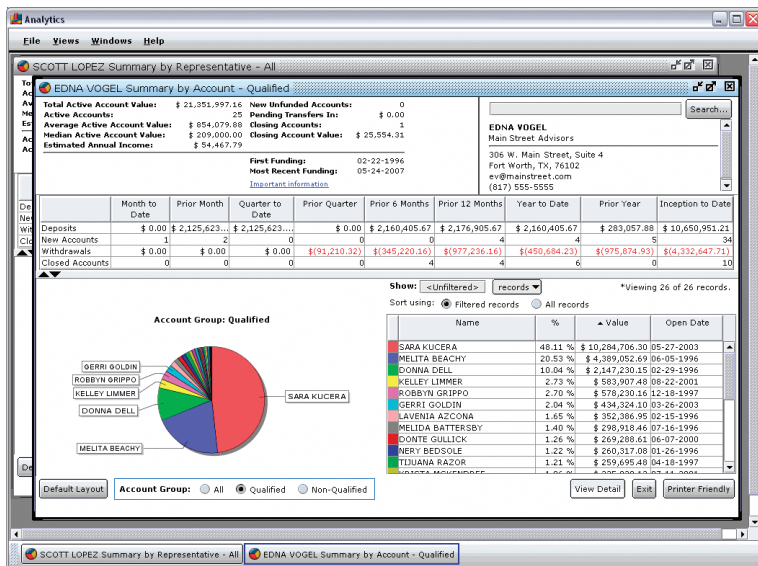 Analytics
File Views Windows Help
SCOTT LOPEZ Summary by Representative - All
EDNA VOGEL Summary by Account - Qualified
Total Active Account Value: $ 21,351,997.16 New Unfunded Accounts: 0
Active Accounts: 25 Pending Transfers In: $ 0.00
Average Active Account Value: $ 854,079.88 Closing Accounts: 1
Median Active Account Value: $ 209,000.00 Closing Account Value: $ 25,554.31
Estimated Annual Income: $ 54,467.79
First Funding: 02-22-1996
Most Recent Funding: 05-24-2007
Important information
Search...
EDNA VOGEL
Main Street Advisors
306 W. Main Street, Suite 4
Fort Worth, TX, 76102
ev@mainstreet.com
(817) 555-5555
Month to Date Prior Month Quarter to Date Prior Quarter Prior 6 Months Prior 12 Months Year to Date Prior Year Inception to Date
Deposits $ 0.00 $ 2,125,623.... $ 2,125,623.... $ 0.00 $ 2,160,405.67 $ 2,176,905.67 $ 2,160,405.67 $ 283,057.88 $ 10,650,951.21
New Accounts 1 2 0 0 4 4 4 5 34
Withdrawals $ 0.00 $ 0.00 $ 0.00 $(91,210.32) $(345,220.16) $(977,236.16) $(450,684.23) $(975,874.93) $(4,332,647.71)
Closed Accounts 0 0 0 0 4 4 6 0 10
Show: <Unfiltered> records *Viewing 26 of 26 records.
Sort using: Filtered records All records
Account Group: Qualified
GERRI GOLDIN
ROBBYN GRIPPO
KELLEY LIMMER
DONNA DELL
MELITA BEACHY
SARA KUCERA
Name % Value Open Date
SARA KUCERA 48.11 % $ 10,284,706.30 05-27-2003
MELITA BEACHY 20.53 % $ 4,389,052.69 06-05-1996
DONNA DELL 10.04 % $ 2,147,230.15 02-29-1996
KELLEY LIMMER 2.73 % $ 583,907.48 08-22-2001
ROBBYN GRIPPO 2.70 % $ 578,230.16 12-18-1997
GERRI GOLDIN 2.04 % $ 434,324.10 03-26-2003
LAVENIA AZCONA 1.65 % $ 352,386.95 02-15-1996
MELIDA BATTERSBY 1.40 % $ 298,918.46 07-16-1996
DONTE GULLICK 1.26 % $ 269,288.61 06-07-2000
NERY BEDSOLE 1.22 % $ 260,317.08 01-26-1996
TIJUANA RAZOR 1.21 % $ 259,695.48 04-18-1997
Default Layout Account Group: All Qualified Non-Qualified View Detail Exit Printer Friendly
SCOTT LOPEZ Summary by Representative - All
EDNA VOGEL Summary by Account - Qualified